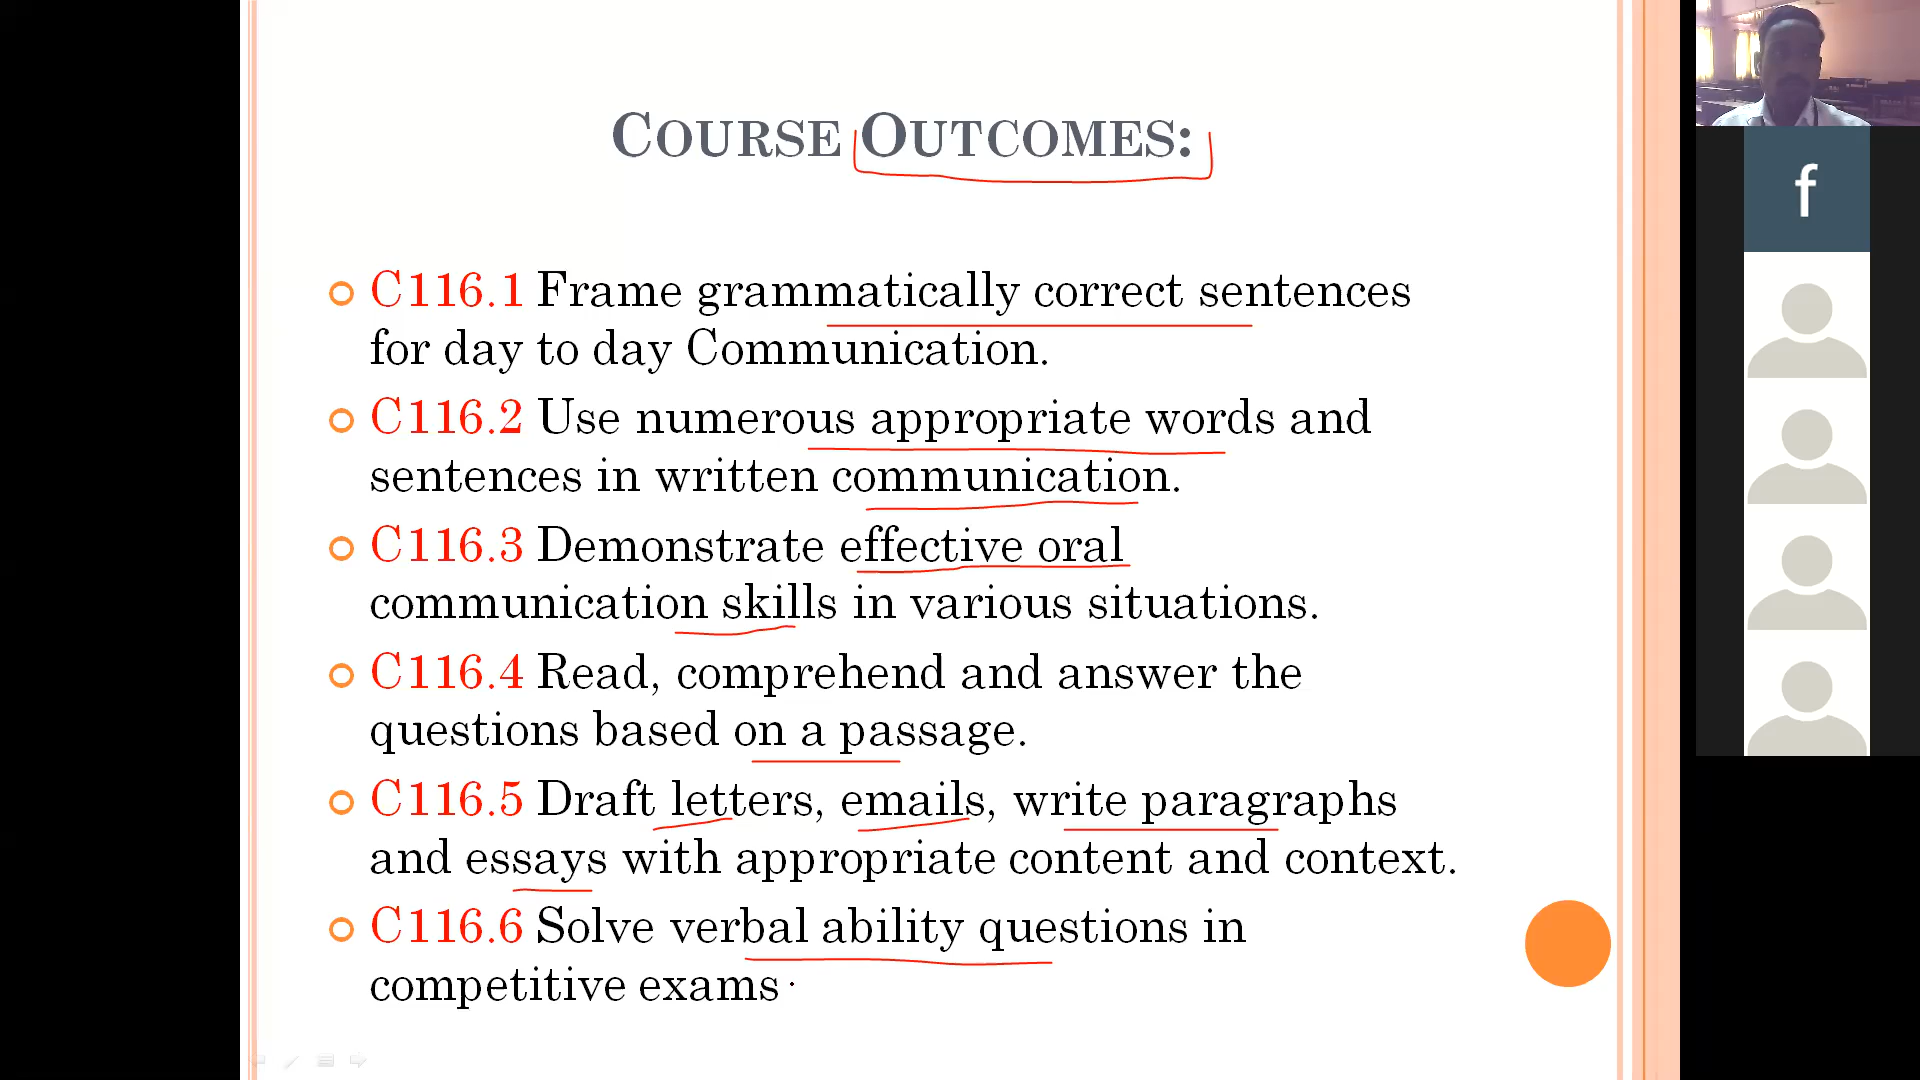 COURSE OUTCOMES:
f
C116.1 Frame grammatically correct sentences
for day to day Communication.
C116.2 Use numerous appropriate words and
sentences in written communication.
C116.3 Demonstrate effective oral
communication skills in various situations.
C116.4 Read, comprehend and answer the
questions based on a passage.
C116.5 Draft letters, emails, write paragraphs
and essays with appropriate content and context.
C116.6 Solve verbal ability questions in
competitive exams